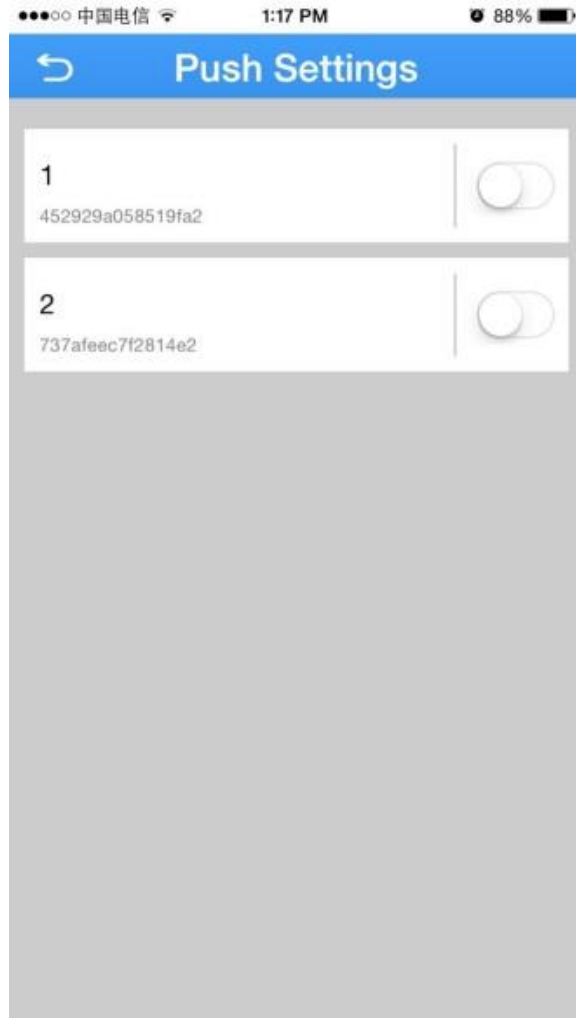 中国电信 1:17 PM 88%
Push Settings
1
452929a058519fa2
2
737afeec7f2814e2